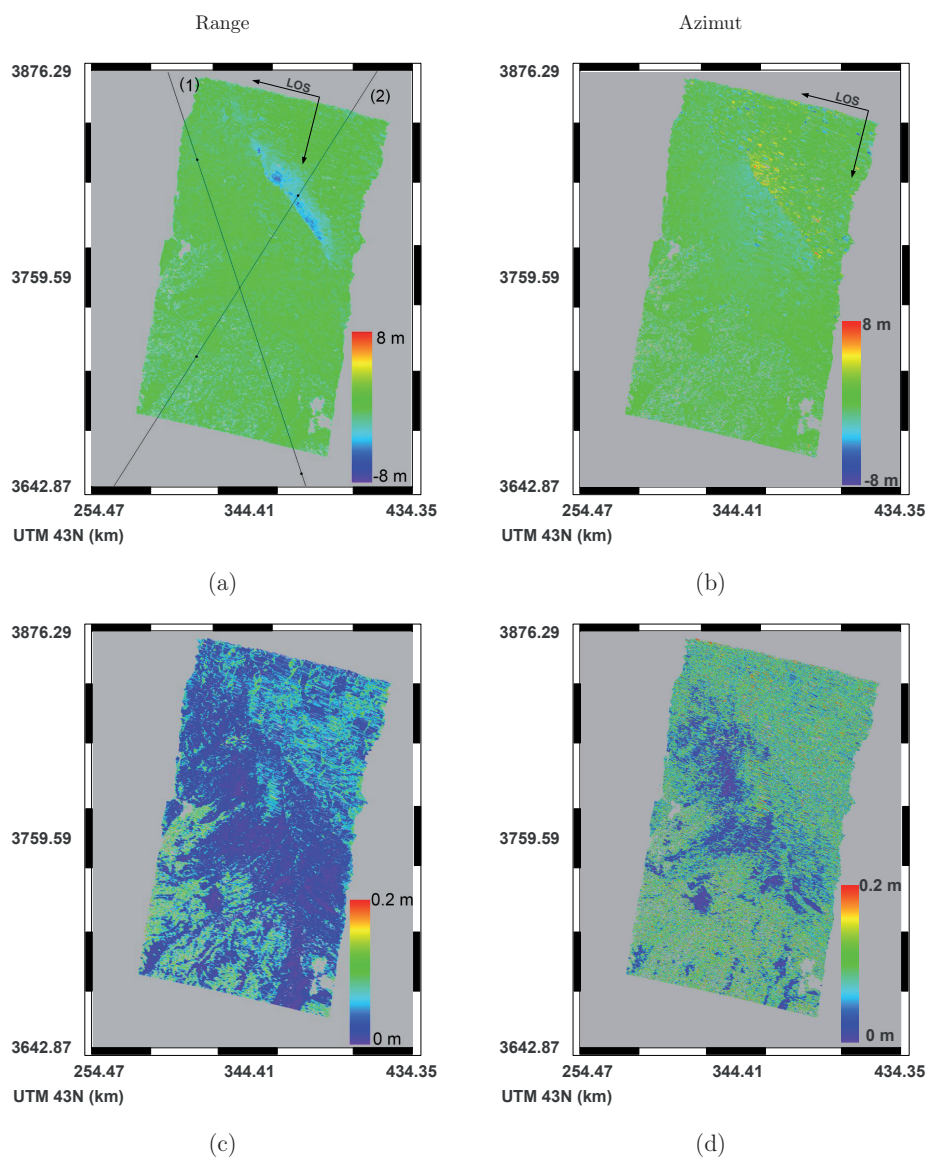 Range
Azimut
3876.29
(1)
LOS
(2)
3759.59
8 m
-8 m
3642.87
254.47
344.41
434.35
UTM 43N (km)
(a)
3876.29
LOS
3759.59
8 m
-8 m
3642.87
254.47
344.41
434.35
UTM 43N (km)
(b)
3876.29
3759.59
0.2 m
0 m
3642.87
254.47
344.41
434.35
UTM 43N (km)
(c)
3876.29
3759.59
0.2 m
0 m
3642.87
254.47
344.41
434.35
UTM 43N (km)
(d)